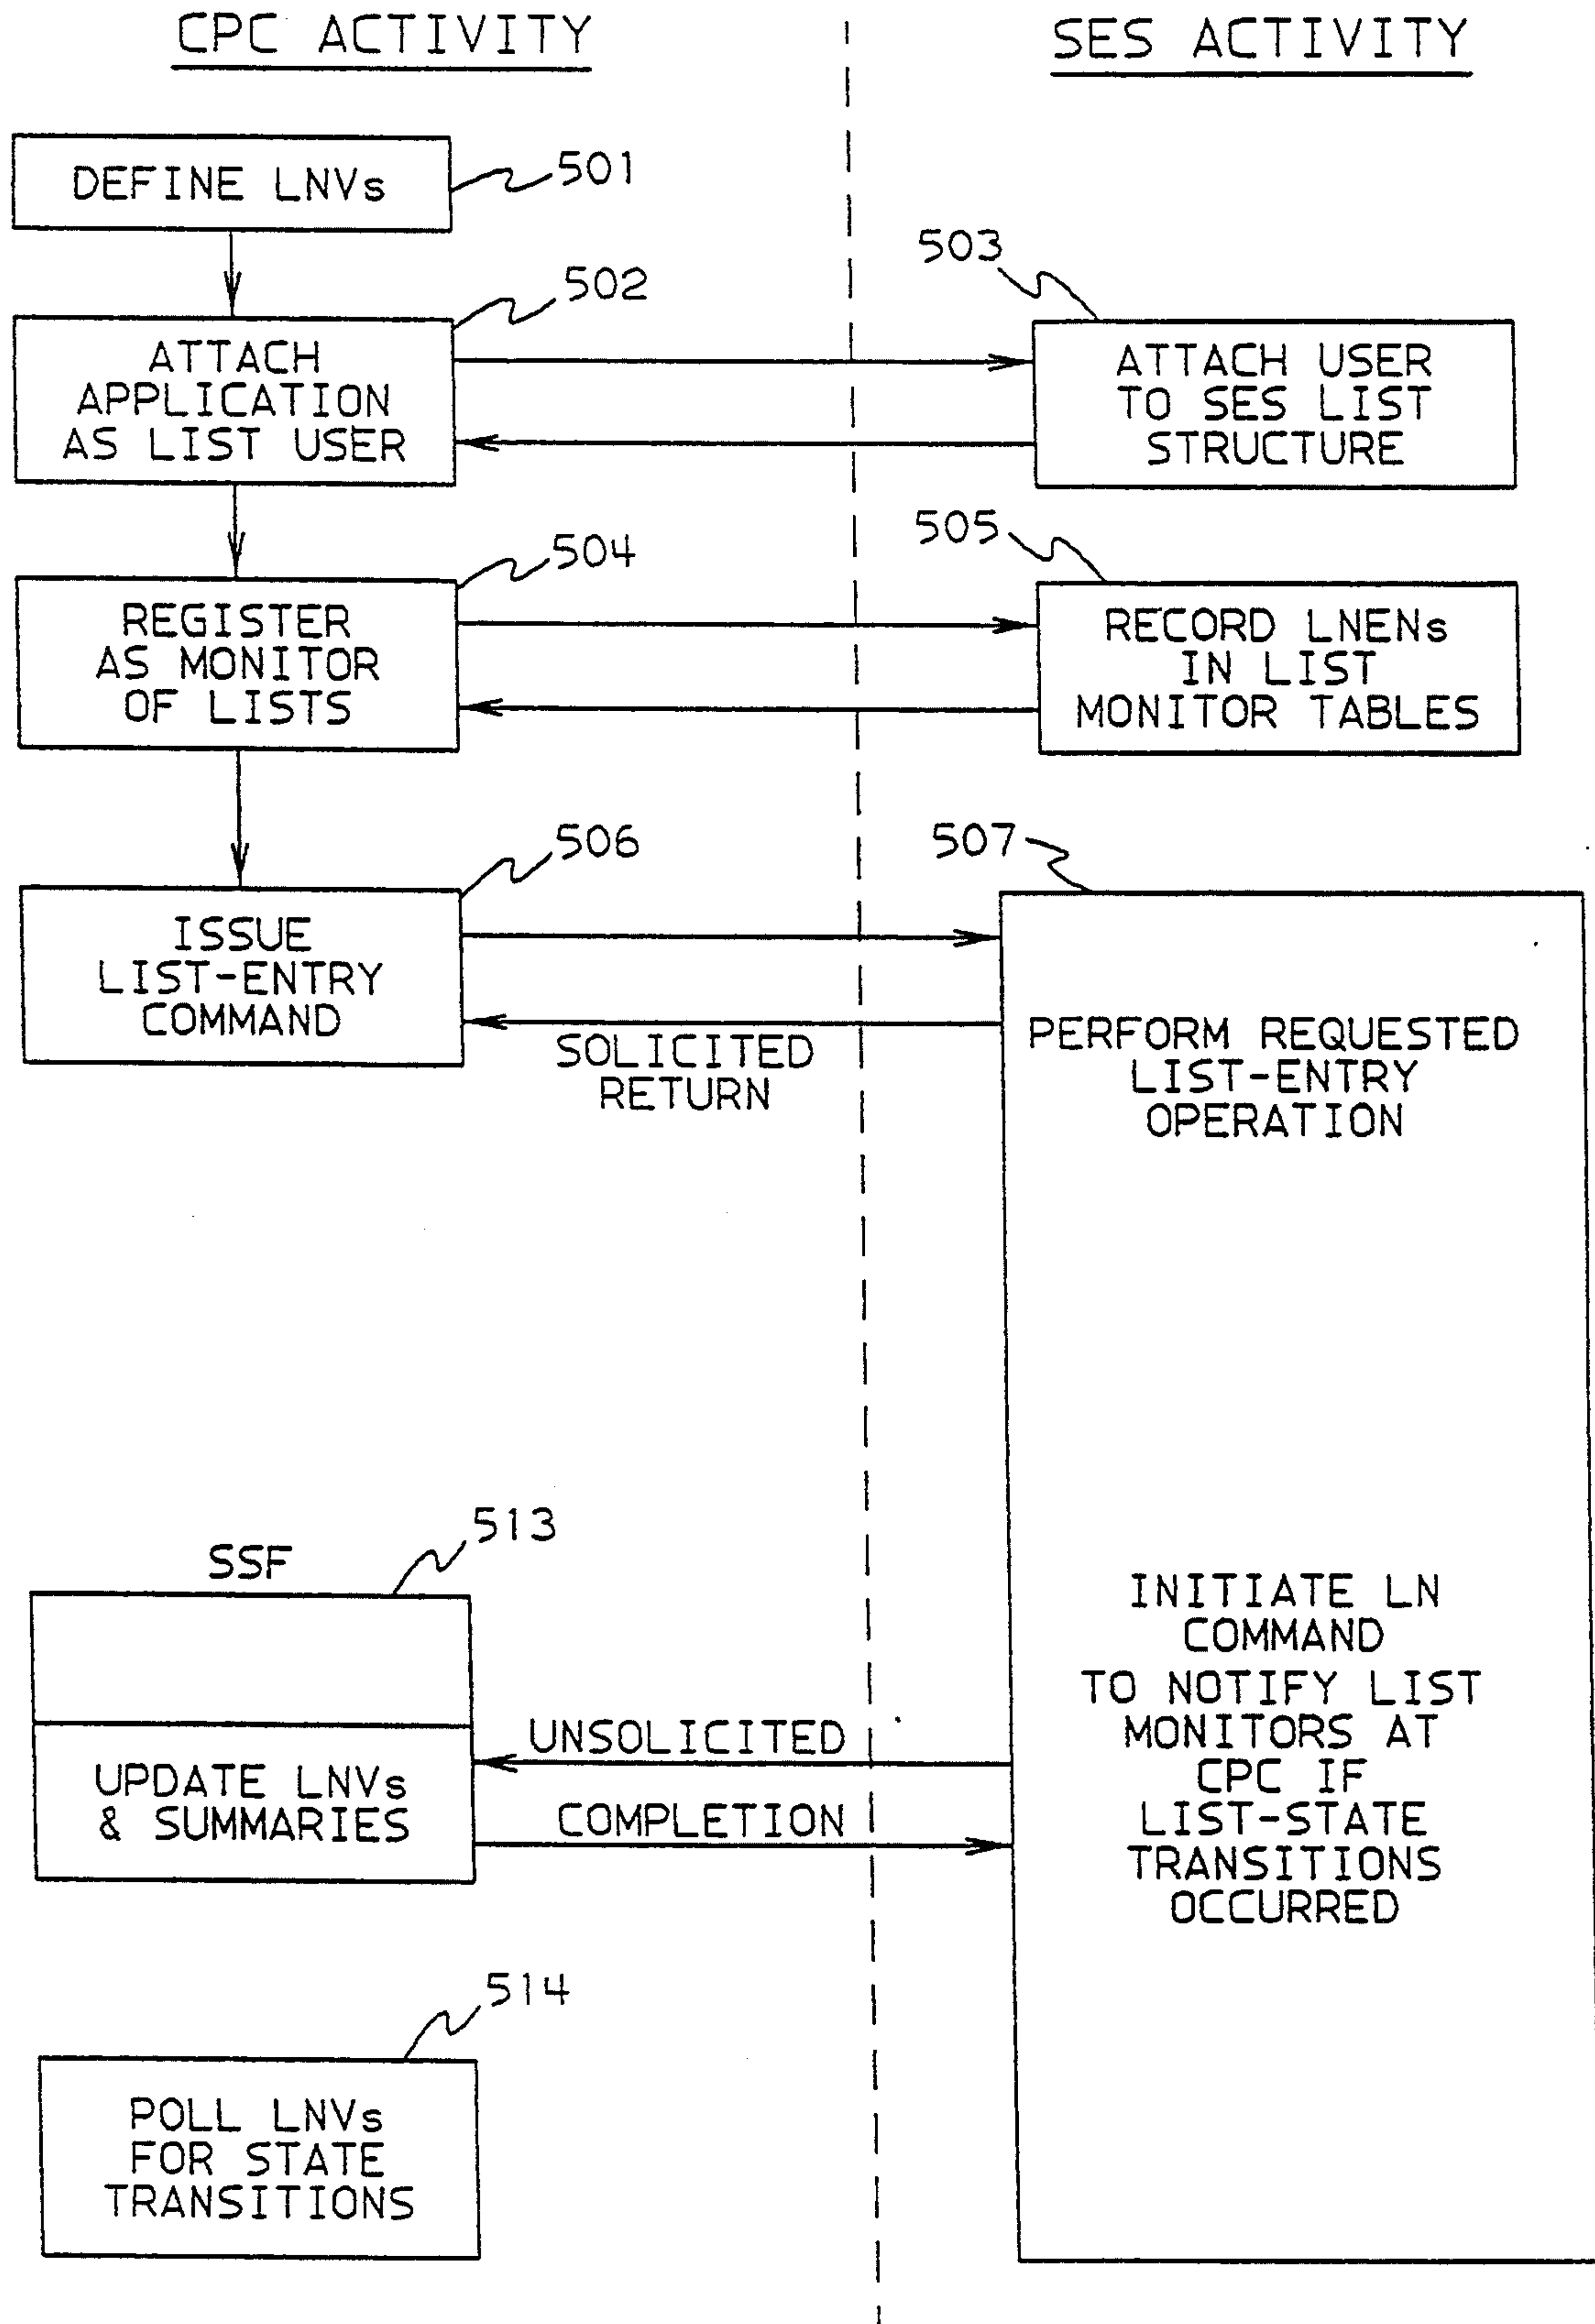 CPC ACTIVITY
SES ACTIVITY
DEFINE LNVs
501
502
ATTACH
APPLICATION
AS LIST USER
503
ATTACH USER
TO SES LIST
STRUCTURE
504
REGISTER
AS MONITOR
OF LISTS
505
RECORD LNENs
IN LIST
MONITOR TABLES
506
ISSUE
LIST-ENTRY
COMMAND
SOLICITED
RETURN
507
PERFORM REQUESTED
LIST-ENTRY
OPERATION
INITIATE LN
COMMAND
TO NOTIFY LIST
MONITORS AT
CPC IF
LIST-STATE
TRANSITIONS
OCCURRED
SSF
513
UPDATE LNVs
& SUMMARIES
UNSOLICITED
COMPLETION
514
POLL LNVs
FOR STATE
TRANSITIONS